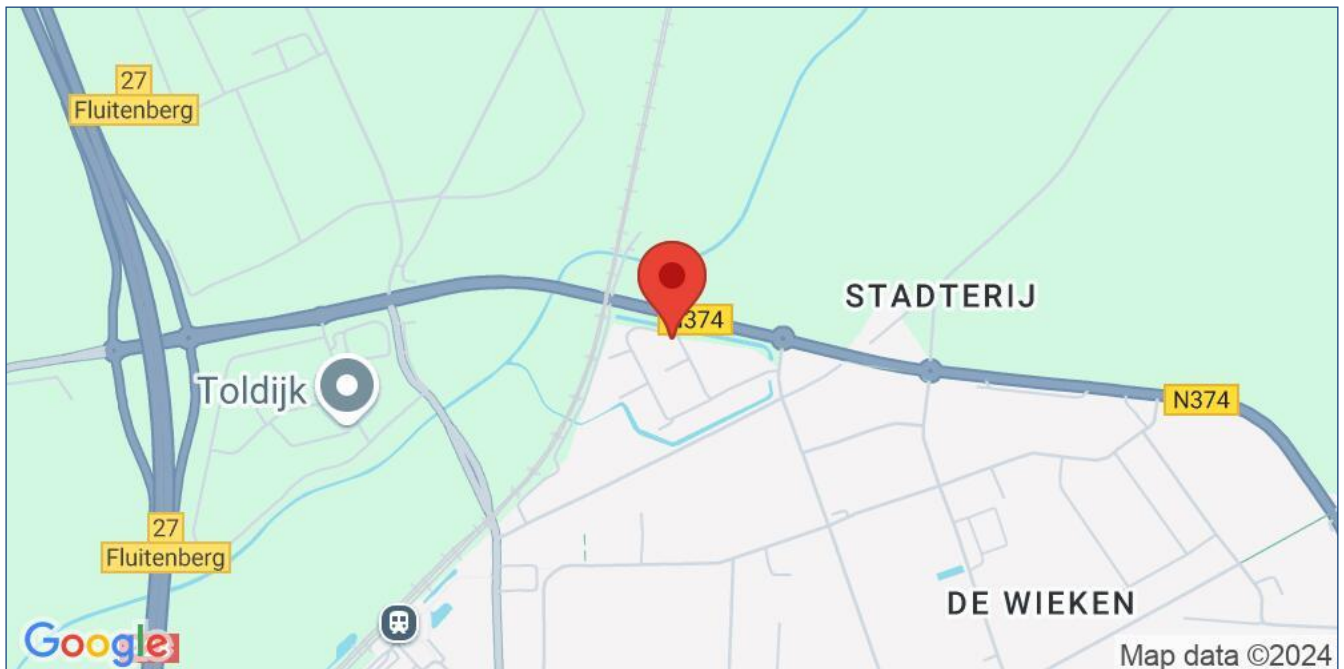 27
Fluitenberg
STADTERIJ
N374
Toldijk
N374
27
Fluitenberg
DE WIEKEN
Google
Map data ©2024